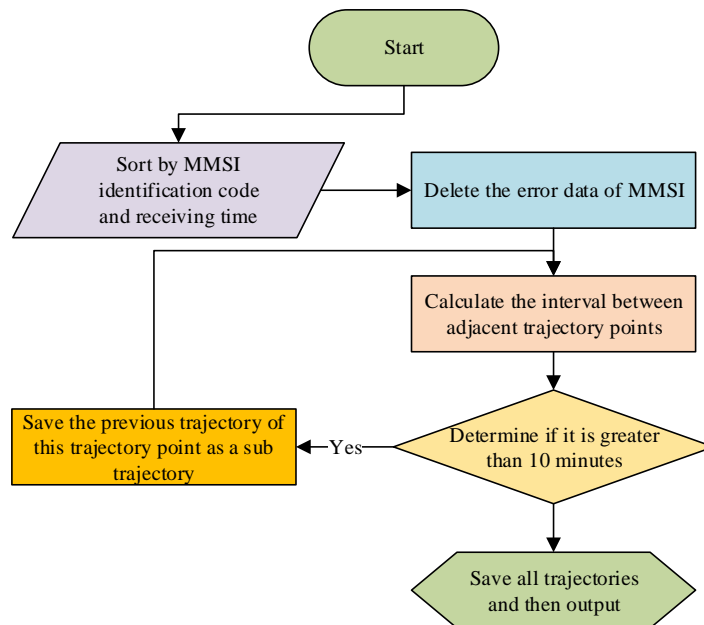 Start
Sort by MMSI
identification code
and receiving time
Delete the error data of MMSI
Calculate the interval between
adjacent trajectory points
Save the previous trajectory of
this trajectory point as a sub
trajectory
Yes
Determine if it is greater
than 10 minutes
Save all trajectories
and then output